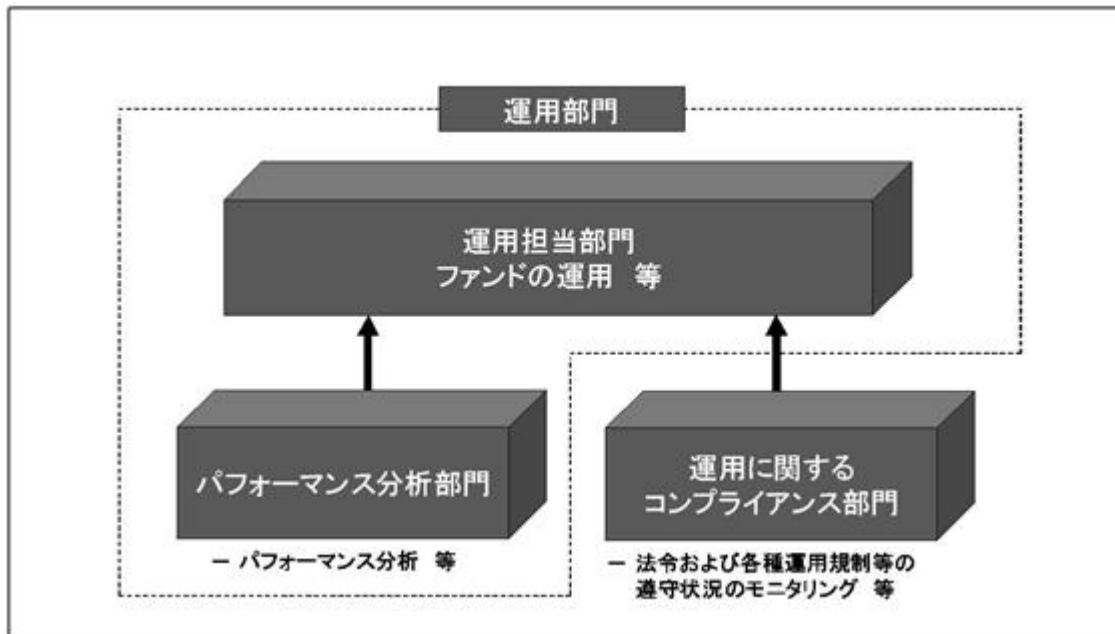 運用部門
運用担当部門
ファンドの運用 等
パフォーマンス分析部門
− パフォーマンス分析 等
運用に関する
コンプライアンス部門
− 法令および各種運用規制等の
遵守状況のモニタリング 等